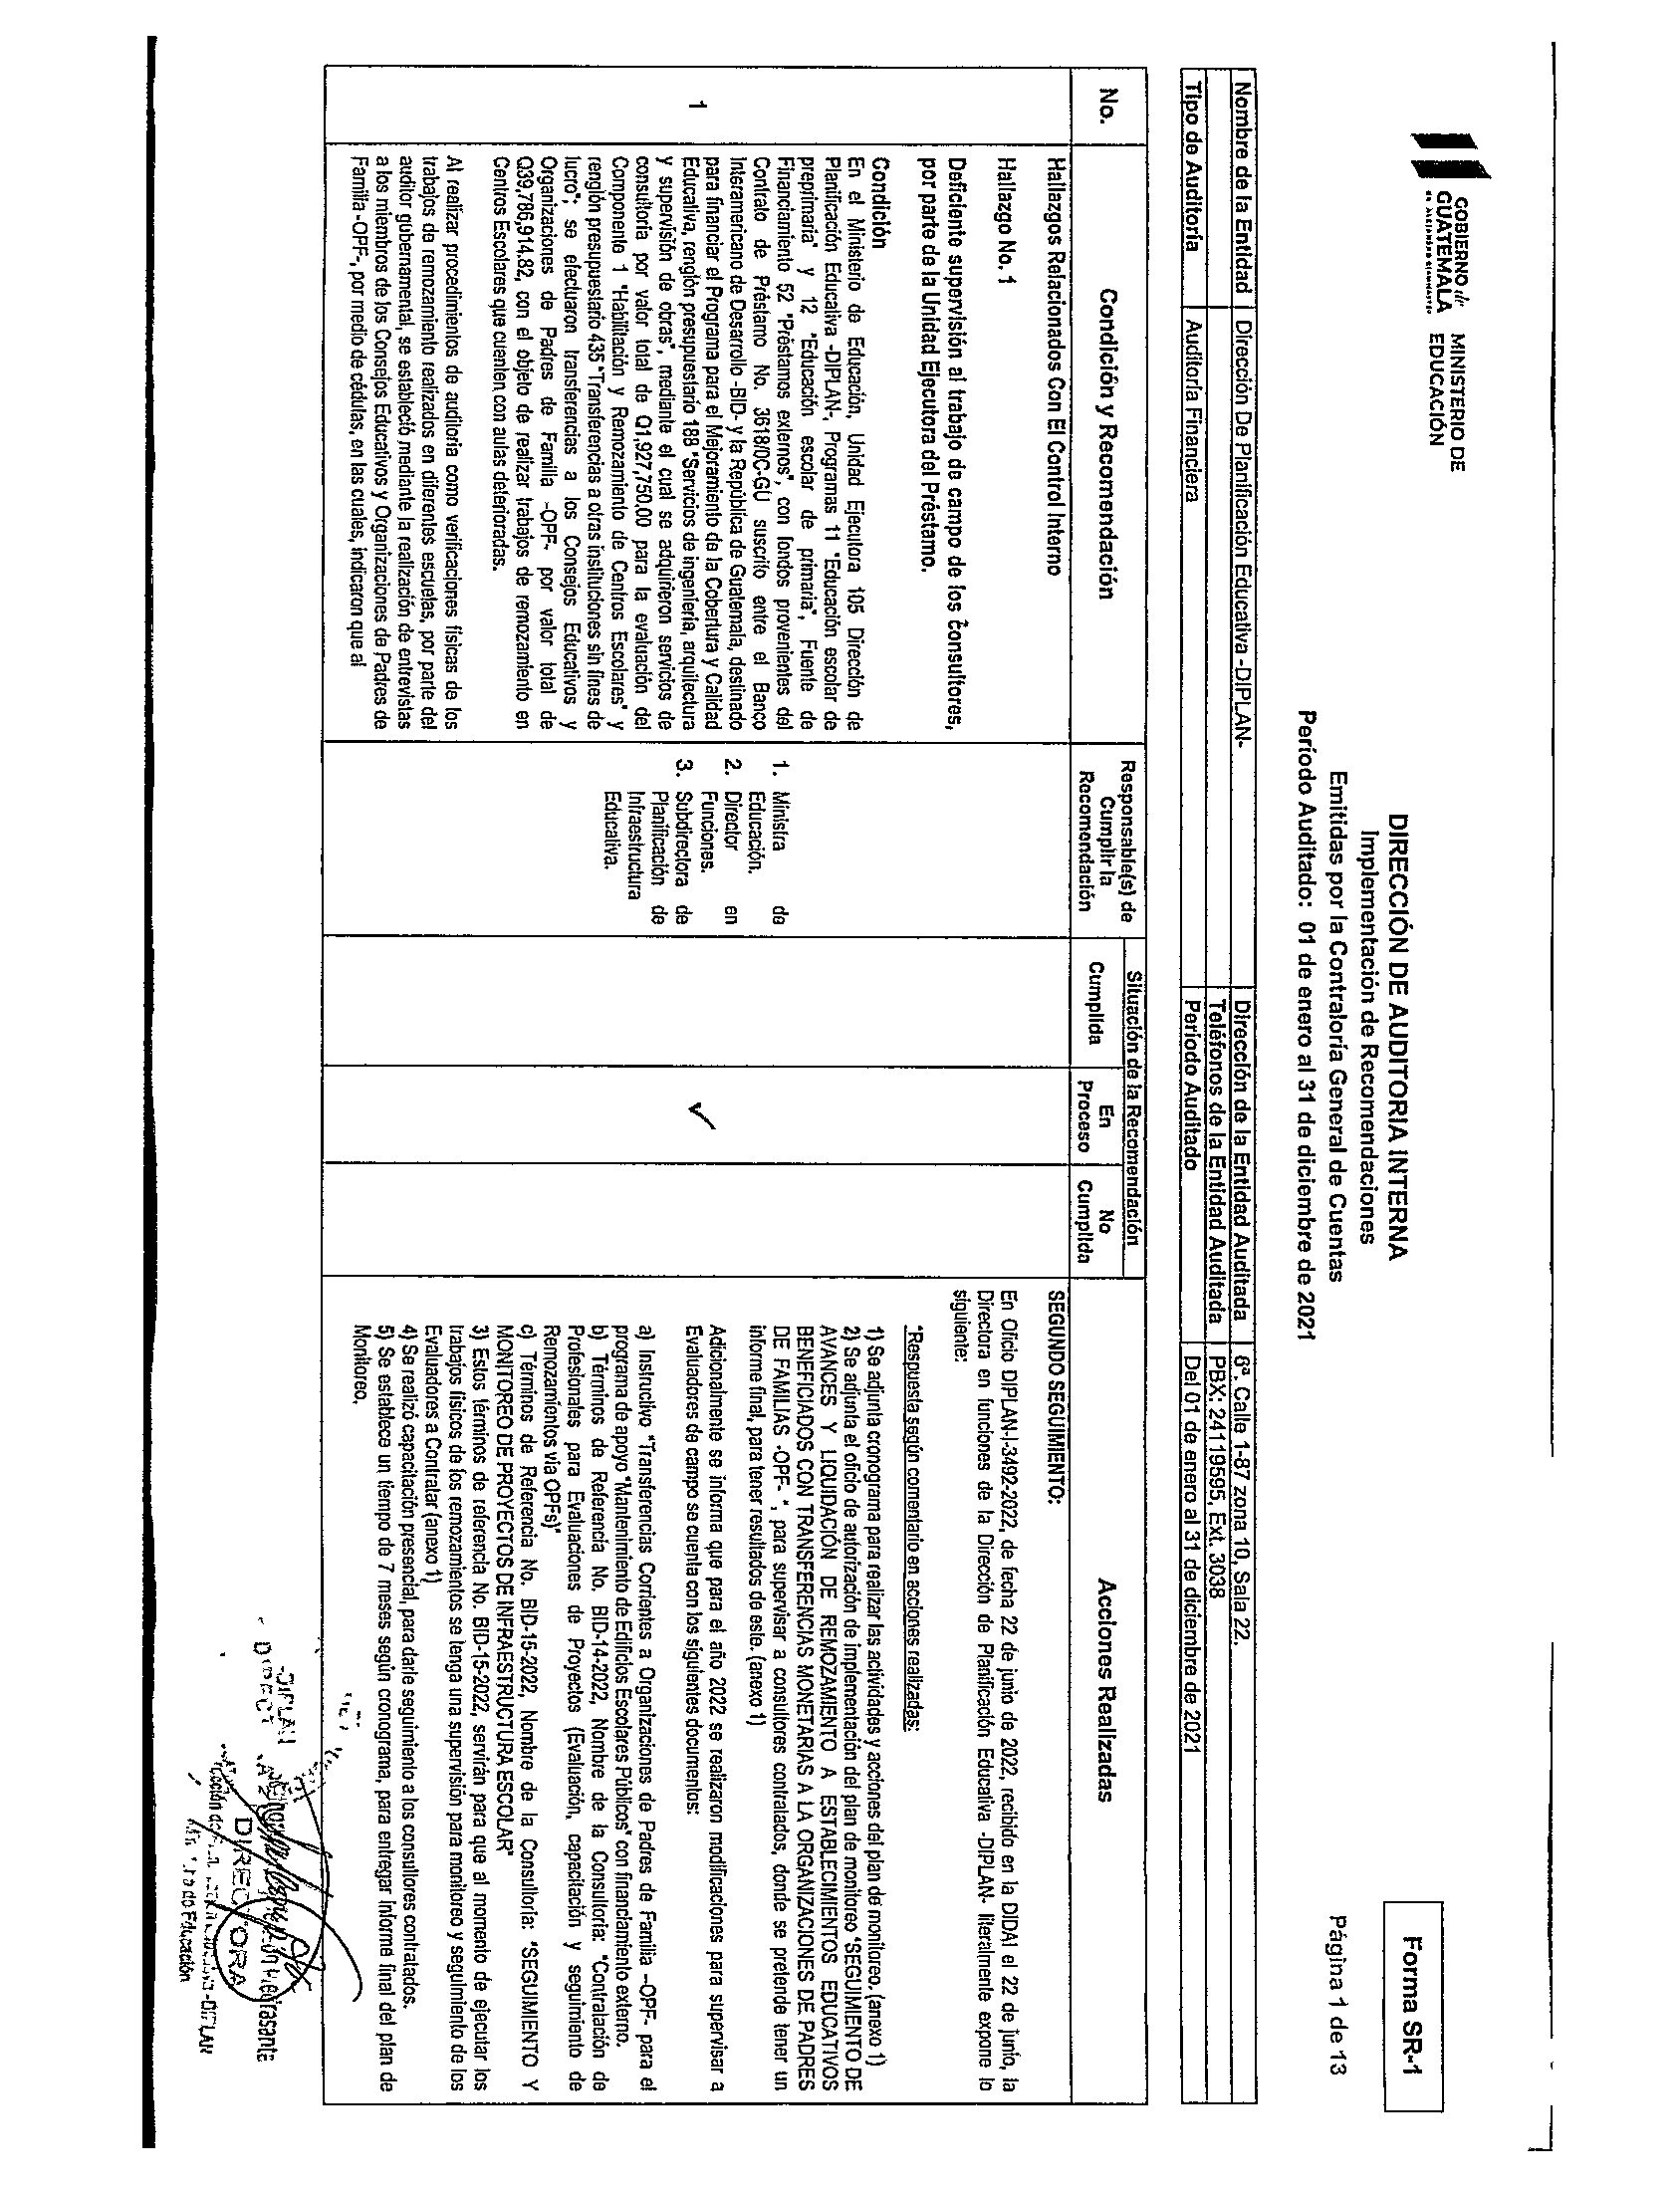 GOBIERNO de
GUATEMALA
MINISTERIO DE
EDUCACIÓN
DIRECCIÓN DE AUDITORIA INTERNA
Implementación de Recomendaciones
Emitidas por la Contraloría General de Cuentas
Período Auditado: 01 de enero al 31 de diciembre de 2021
Forma SR-1
Página 1 de 13
Nombre de la Entidad
Dirección De Planificación Educativa -DIPLAN-
Dirección de la Entidad Auditada
6ª. Calle 1-87 zona 10, Sala 22.
Teléfonos de la Entidad Auditada
PBX: 24119595, Ext. 3038
Tipo de Auditoría
Auditoría Financiera
Período Auditado
Del 01 de enero al 31 de diciembre de 2021
No.
Condición y Recomendación
Responsable(s) de
Cumplir la
Recomendación
Situación de la Recomendación
Cumplida
En
Proceso
No
Cumplida
Acciones Realizadas
1
Hallazgos Relacionados Con El Control Interno
Hallazgo No. 1
Deficiente supervisión al trabajo de campo de los consultores,
por parte de la Unidad Ejecutora del Préstamo.
Condición
En el Ministerio de Educación, Unidad Ejecutora 105 Dirección de
Planificación Educativa -DIPLAN-, Programas 11 "Educación escolar de
preprimaria" y 12 "Educación escolar de primaria", Fuente de
Financiamiento 52 "Préstamos externos", con fondos provenientes del
Contrato de Préstamo No. 3618/OC-GU suscrito entre el Banco
Interamericano de Desarrollo -BID- y la República de Guatemala, destinado
para financiar el Programa para el Mejoramiento de la Cobertura y Calidad
Educativa, renglón presupuestario 188 "Servicios de ingeniería, arquitectura
y supervisión de obras", mediante el cual se adquirieron servicios de
consultoría por valor total de Q1,927,750.00 para la evaluación del
Componente 1 "Habilitación y Remozamiento de Centros Escolares" y
renglón presupuestario 435 "Transferencias a otras instituciones sin fines de
lucro"; se efectuaron transferencias a los Consejos Educativos y
Organizaciones de Padres de Familia -OPF- por valor total de
Q39,786,914.82, con el objeto de realizar trabajos de remozamiento en
Centros Escolares que cuenten con aulas deterioradas.
Al realizar procedimientos de auditoria como verificaciones físicas de los
trabajos de remozamiento realizados en diferentes escuelas, por parte del
auditor gubernamental, se estableció mediante la realización de entrevistas
a los miembros de los Consejos Educativos y Organizaciones de Padres de
Familia -OPF-, por medio de cédulas, en las cuales, indicaron que al
1. Ministra de
Educación.
2. Director en
Funciones.
3. Subdirectora de
Planificación de
Infraestructura
Educativa.
✓
SEGUNDO SEGUIMIENTO:
En Oficio DIPLAN-I-3492-2022, de fecha 22 de junio de 2022, recibido en la DIDAI el 22 de junio, la
Directora en funciones de la Dirección de Planificación Educativa -DIPLAN- literalmente expone lo
siguiente:
"Respuesta según comentario en acciones realizadas:
1) Se adjunta cronograma para realizar las actividades y acciones del plan de monitoreo. (anexo 1)
2) Se adjunta el oficio de autorización de implementación del plan de monitoreo "SEGUIMIENTO DE
AVANCES Y LIQUIDACIÓN DE REMOZAMIENTO A ESTABLECIMIENTOS EDUCATIVOS
BENEFICIADOS CON TRANSFERENCIAS MONETARIAS A LA ORGANIZACIONES DE PADRES
DE FAMILIAS -OPF- ", para supervisar a consultores contratados, donde se pretende tener un
informe final, para tener resultados de este. (anexo 1)
Adicionalmente se informa que para el año 2022 se realizaron modificaciones para supervisar a
Evaluadores de campo se cuenta con los siguientes documentos:
a) Instructivo "Transferencias Corrientes a Organizaciones de Padres de Familia –OPF- para el
programa de apoyo "Mantenimiento de Edificios Escolares Públicos" con financiamiento externo.
b) Términos de Referencia No. BID-14-2022, Nombre de la Consultoría: "Contratación de
Profesionales para Evaluaciones de Proyectos (Evaluación, capacitación y seguimiento de
Remozamientos vía OPFs)"
c) Términos de Referencia No. BID-15-2022, Nombre de la Consultoría: "SEGUIMIENTO Y
MONITOREO DE PROYECTOS DE INFRAESTRUCTURA ESCOLAR"
3) Estos términos de referencia No. BID-15-2022, servirán para que al momento de ejecutar los
trabajos físicos de los remozamientos se tenga una supervisión para monitoreo y seguimiento de los
Evaluadores a Contratar (anexo 1)
4) Se realizó capacitación presencial, para darle seguimiento a los consultores contratados.
5) Se establece un tiempo de 7 meses según cronograma, para entregar informe final del plan de
Monitoreo.
-DIPLAN
DIRECTORA
-DIPLAN
de Educación